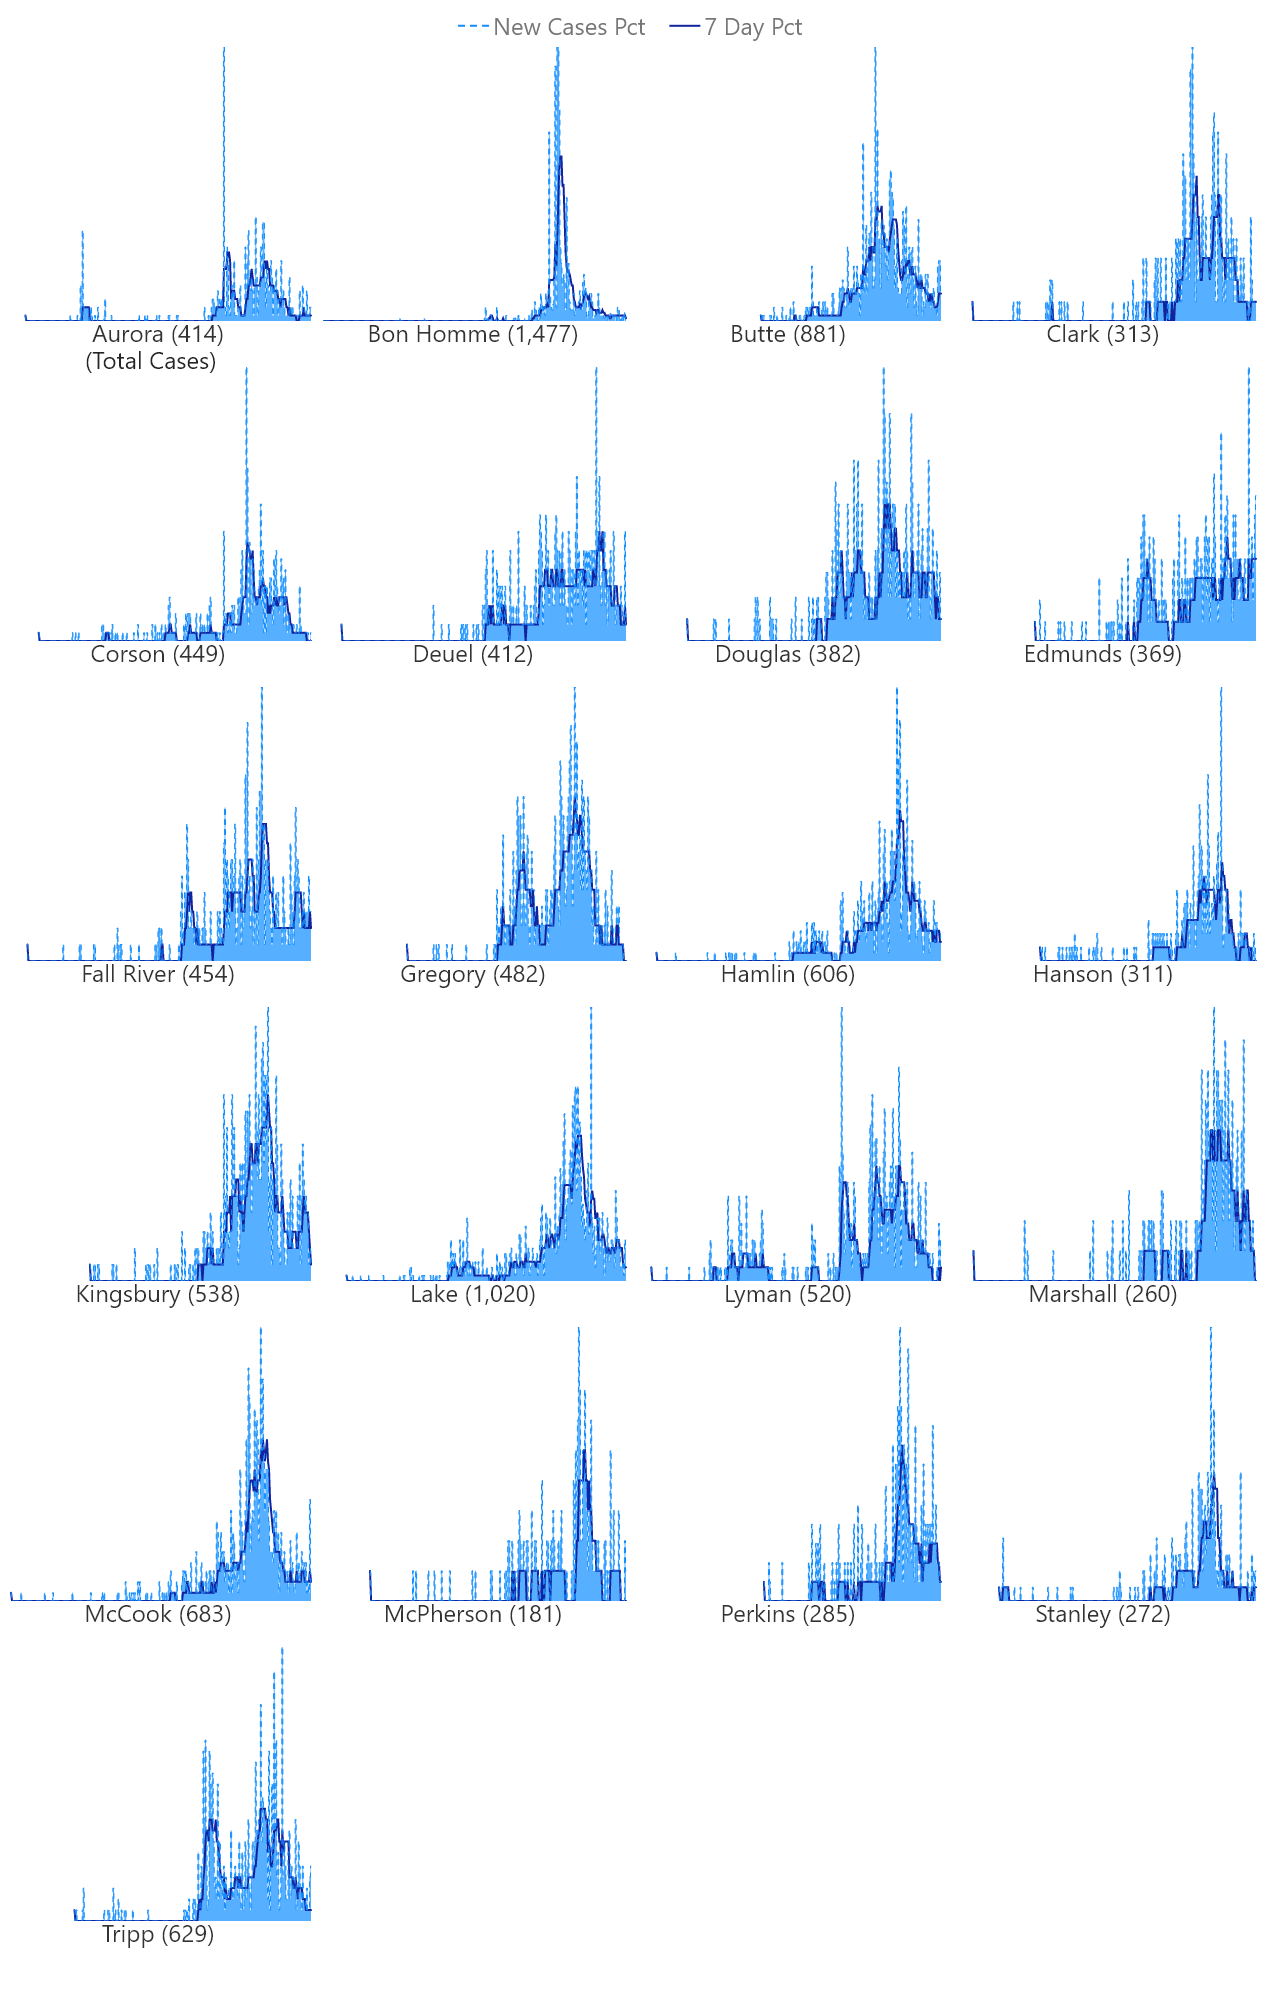 New Cases Pct 7 Day Pct
Aurora (414) Bon Homme (1,477) Butte (881) Clark (313)
(Total Cases)
Corson (449) Deuel (412) Douglas (382) Edmunds (369)
Fall River (454) Gregory (482) Hamlin (606) Hanson (311)
Kingsbury (538) Lake (1,020) Lyman (520) Marshall (260)
McCook (683) McPherson (181) Perkins (285) Stanley (272)
Tripp (629)